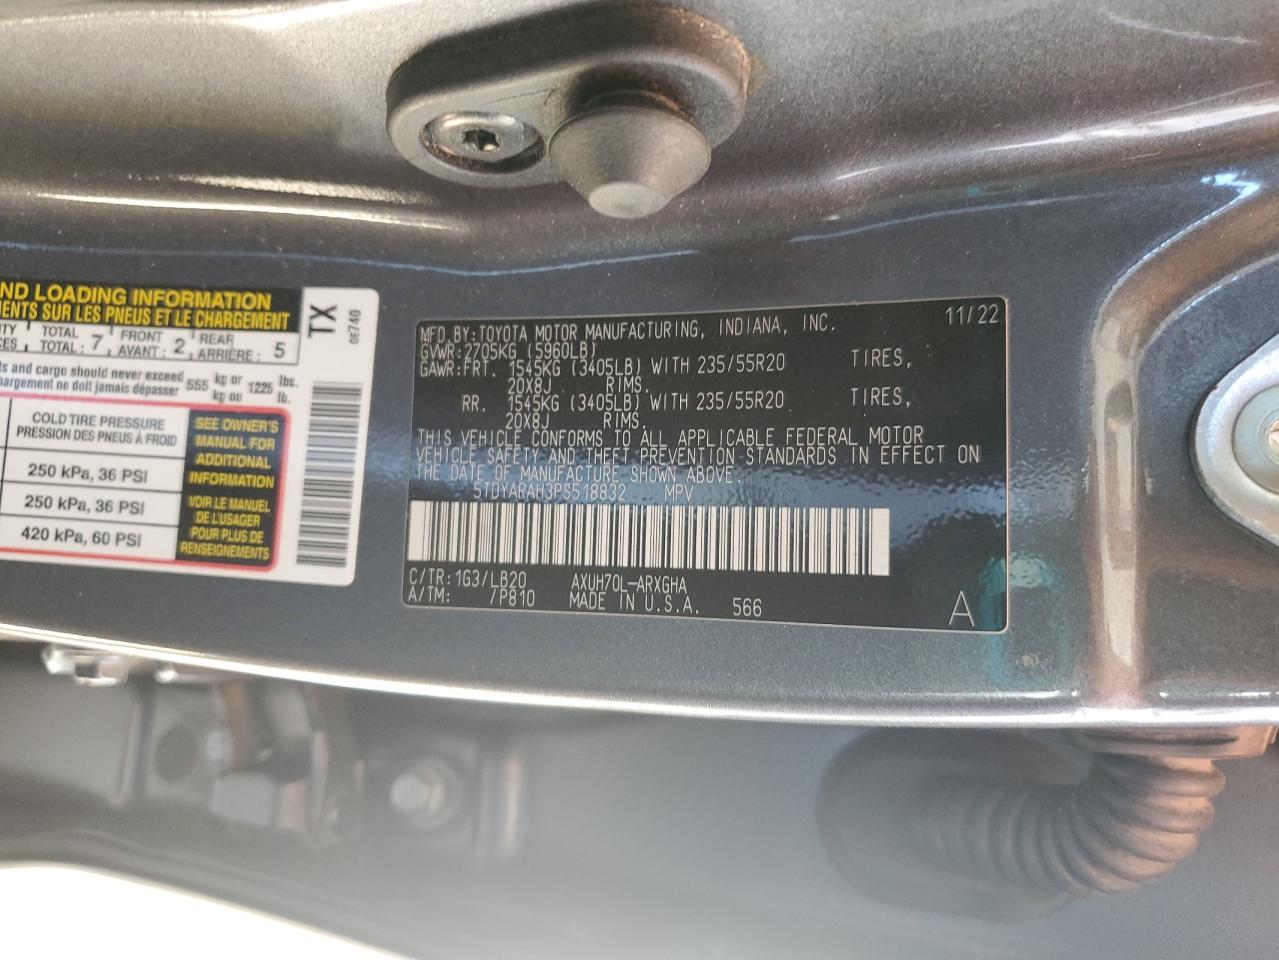 ND LOADING INFORMATION
MENTS SUR LES PNEUS ET LE CHARGEMENT
TOTAL 7 FRONT 2 REAR 5
TOTAL: AVANT: ARRIÈRE:
ts and cargo should never exceed 555 kg or 1225 lbs.
hargement ne doit jamais dépasser kg ou lb.
COLD TIRE PRESSURE
PRESSION DES PNEUS À FROID
250 kPa, 36 PSI
250 kPa, 36 PSI
420 kPa, 60 PSI
SEE OWNER'S
MANUAL FOR
ADDITIONAL
INFORMATION
VOIR LE MANUEL
DE L'USAGER
POUR PLUS DE
RENSEIGNEMENTS
TX
0E740
MFD BY: TOYOTA MOTOR MANUFACTURING, INDIANA, INC. 11/22
GVWR: 2705KG (5960LB)
GAWR: FRT. 1545KG (3405LB) WITH 235/55R20 TIRES,
20X8J RIMS.
RR. 1545KG (3405LB) WITH 235/55R20 TIRES,
20X8J RIMS.
THIS VEHICLE CONFORMS TO ALL APPLICABLE FEDERAL MOTOR
VEHICLE SAFETY AND THEFT PREVENTION STANDARDS IN EFFECT ON
THE DATE OF MANUFACTURE SHOWN ABOVE.
5TDYARAH3PS518832 MPV
C/TR: 1G3/LB20 AXUH70L-ARXGHA
A/TM: /P810 MADE IN U.S.A. 566 A